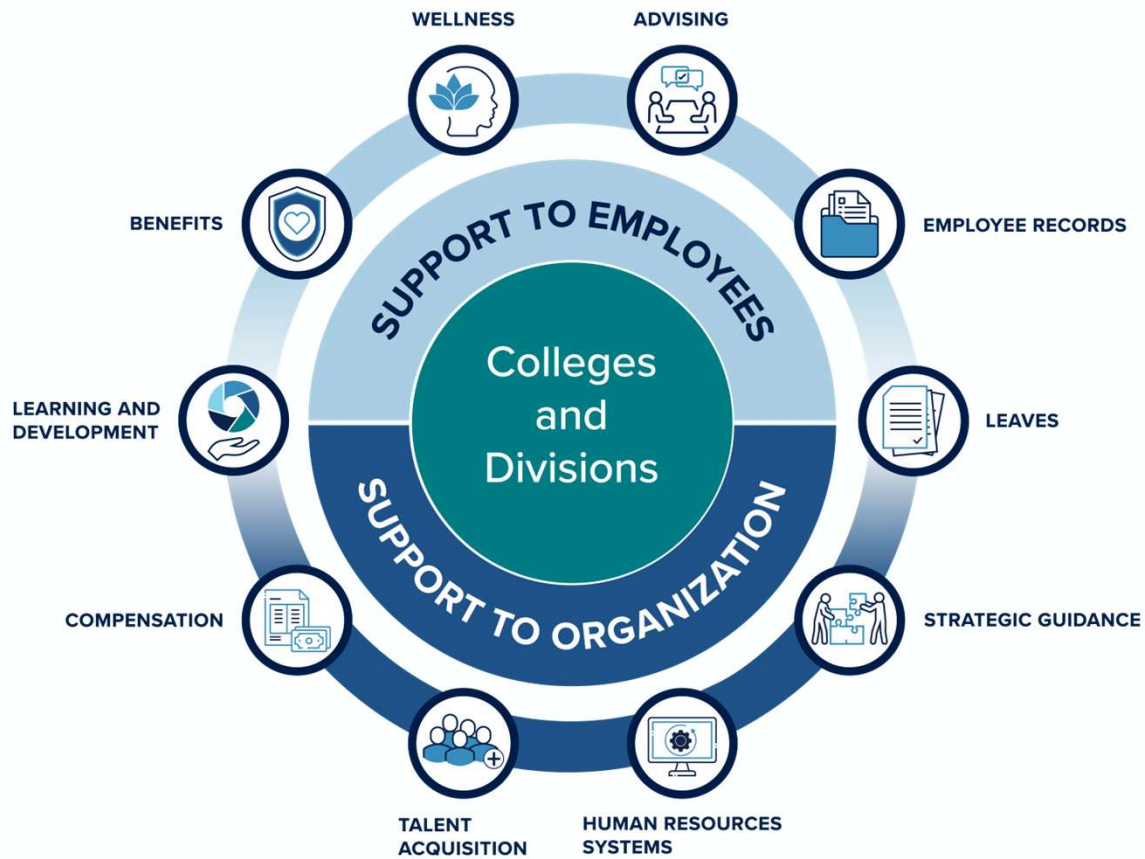 WELLNESS
ADVISING
BENEFITS
EMPLOYEE RECORDS
SUPPORT TO EMPLOYEES
LEARNING AND
DEVELOPMENT
Colleges
and
Divisions
LEAVES
SUPPORT TO ORGANIZATION
COMPENSATION
STRATEGIC GUIDANCE
TALENT
ACQUISITION
HUMAN RESOURCES
SYSTEMS